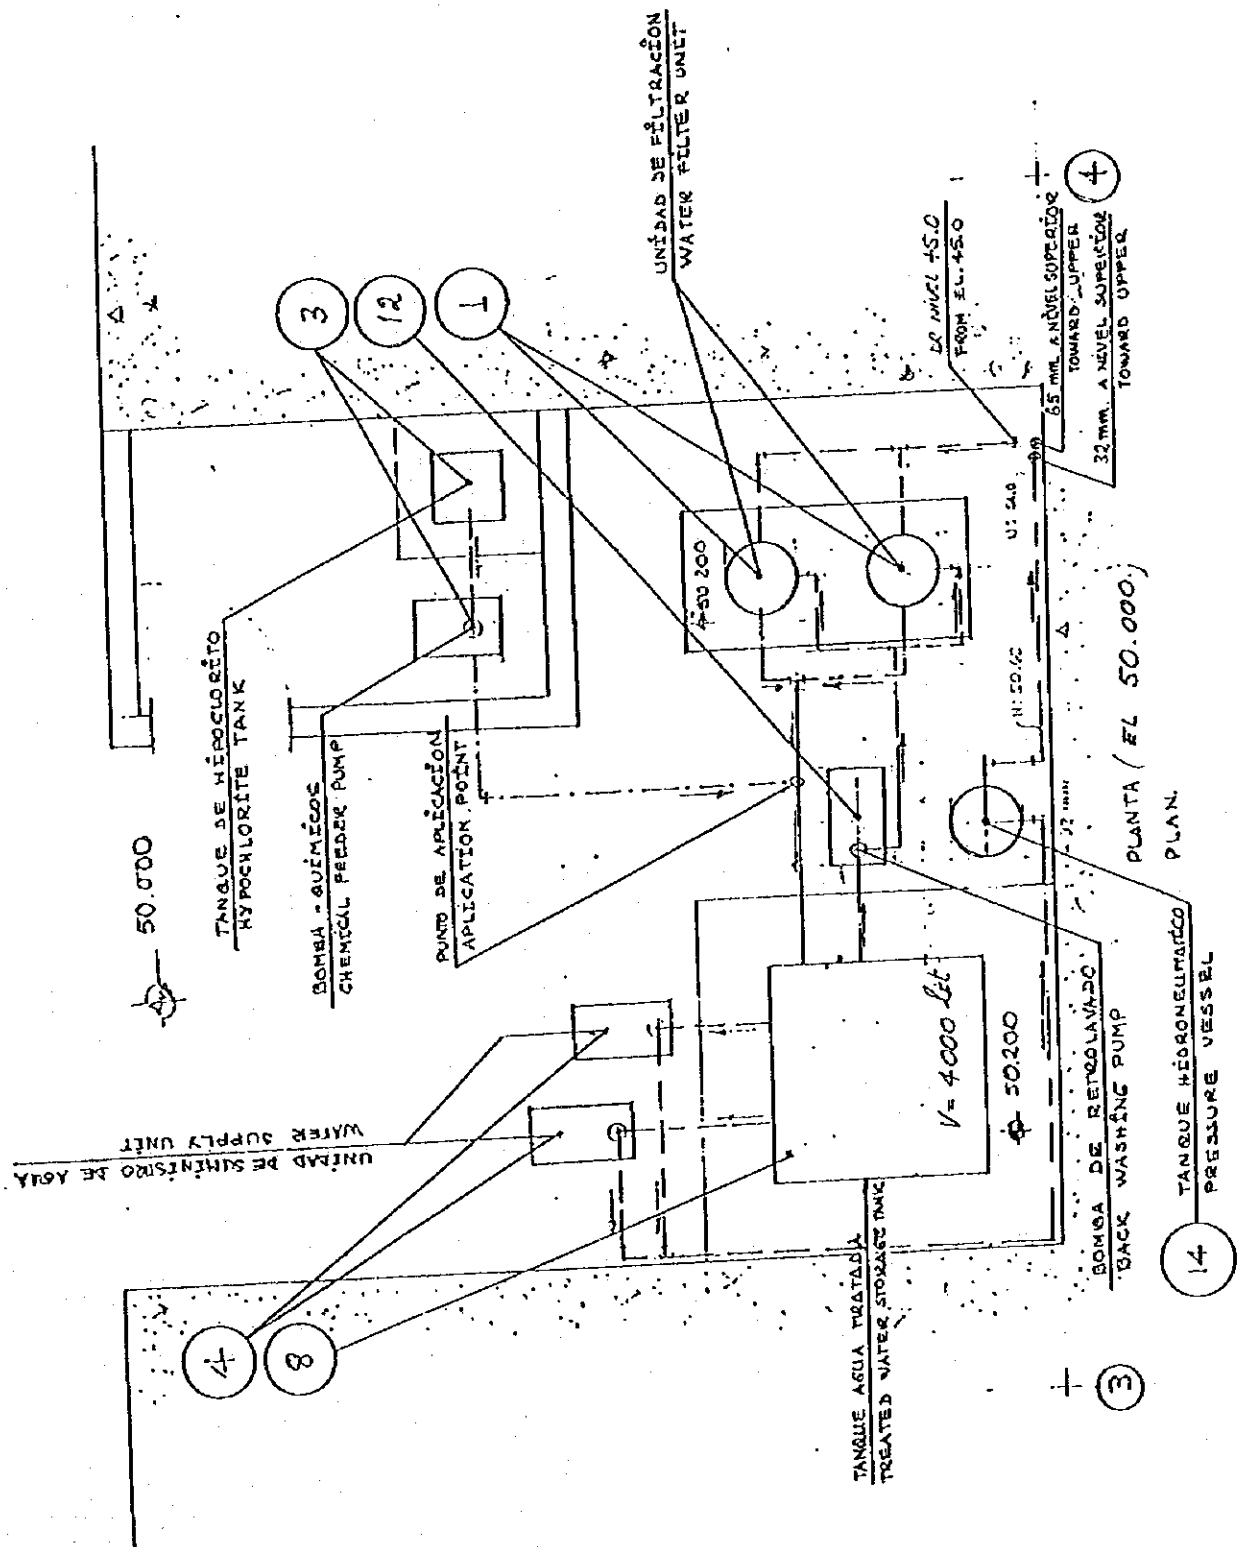 50.000
TANQUE DE HIPOCLORITO
HYPOCHLORITE TANK
BOMBA - QUIMICOS
CHEMICAL FEEDER PUMP
PUNTO DE APLICACION
APLICATION POINT
UNIDAD DE SUMINISTRO DE AGUA
WATER SUPPLY UNIT
4
8
3
12
1
UNIDAD DE FILTRACION
WATER FILTER UNIT
50 200
DE NIVEL 45.0
FROM EL. 45.0
65 mm. A NIVEL SUPERIOR
TOWARD UPPER
32 mm. A NIVEL SUPERIOR
TOWARD UPPER
4
V = 4000 lit
50.200
TANQUE AGUA TRATADA
TREATED WATER STORAGE TANK
BOMBA DE RETROLAVADO
BACK WASHING PUMP
TANQUE HIDRONEUMATICO
PRESSURE VESSEL
14
3
PLANTA (EL 50.000)
PLAN.